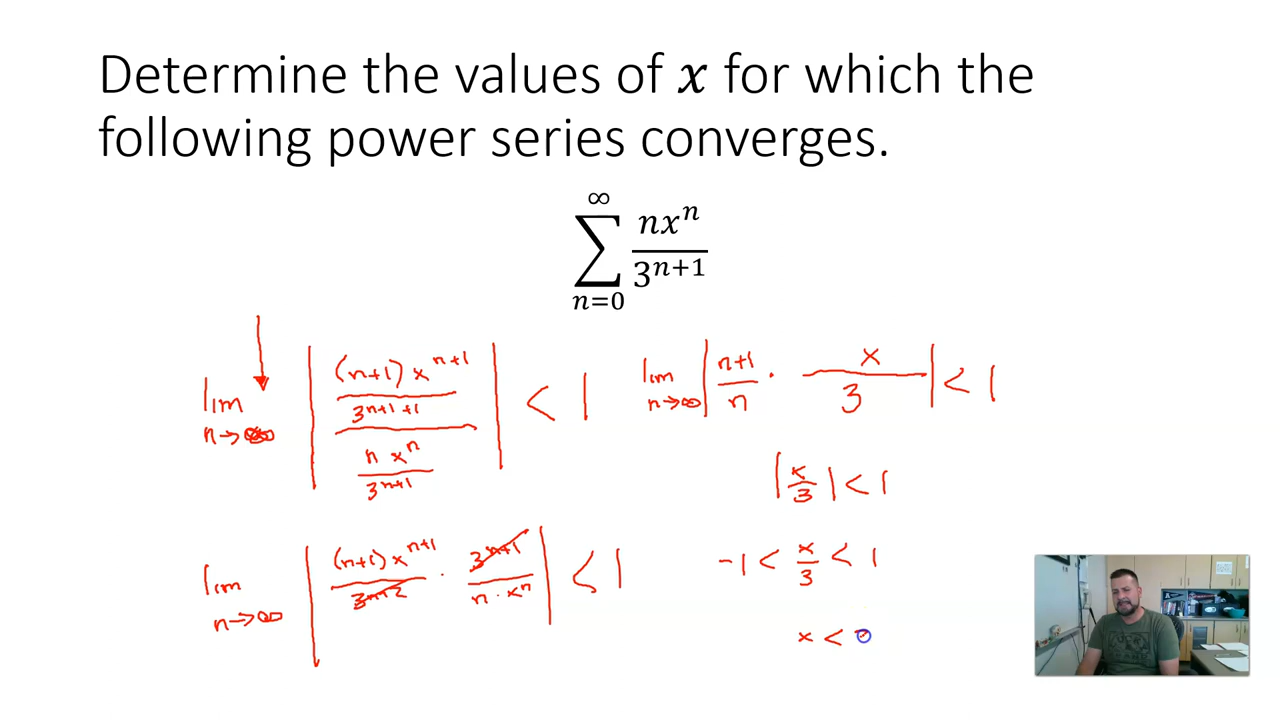 Determine the values of x for which the
following power series converges.
∞
∑ nx^n / 3^{n+1}
n=0
lim n→∞ | ((n+1) x^{n+1} / 3^{n+1+1}) / (n x^n / 3^{n+1}) | < 1
lim n→∞ | (n+1) x^{n+1} / 3^{n+2} · 3^{n+1} / n · x^n | < 1
lim n→∞ | n+1 / n · x / 3 | < 1
| x/3 | < 1
-1 < x/3 < 1
x <